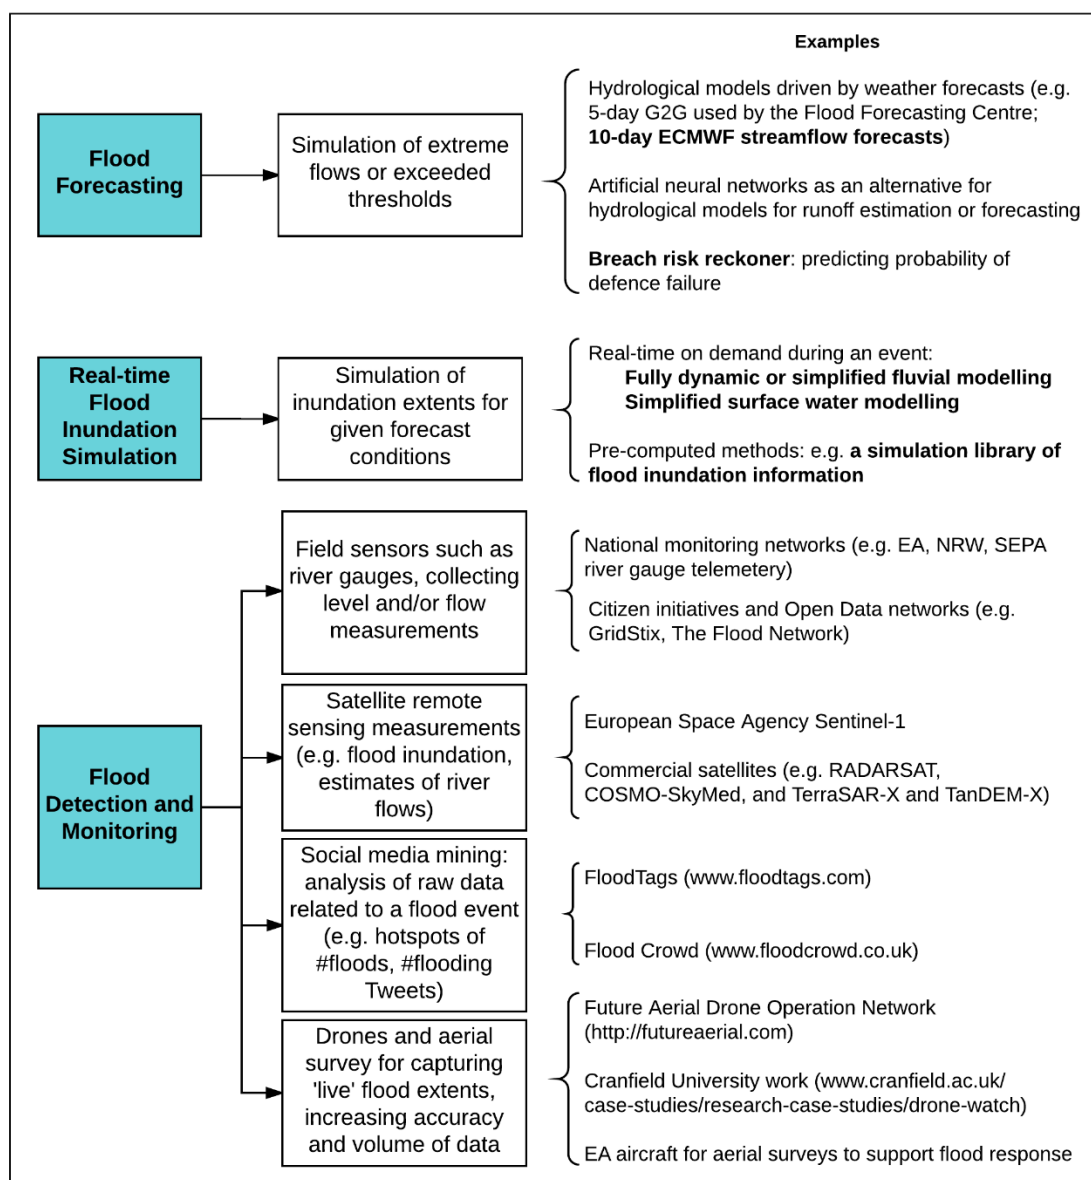 Examples
Flood
Forecasting
Simulation of extreme
flows or exceeded
thresholds
Hydrological models driven by weather forecasts (e.g.
5-day G2G used by the Flood Forecasting Centre;
10-day ECMWF streamflow forecasts)
Artificial neural networks as an alternative for
hydrological models for runoff estimation or forecasting
Breach risk reckoner: predicting probability of
defence failure
Real-time
Flood
Inundation
Simulation
Simulation of
inundation extents for
given forecast
conditions
Real-time on demand during an event:
Fully dynamic or simplified fluvial modelling
Simplified surface water modelling
Pre-computed methods: e.g. a simulation library of
flood inundation information
Flood
Detection and
Monitoring
Field sensors such as
river gauges, collecting
level and/or flow
measurements
National monitoring networks (e.g. EA, NRW, SEPA
river gauge telemetery)
Citizen initiatives and Open Data networks (e.g.
GridStix, The Flood Network)
Satellite remote
sensing measurements
(e.g. flood inundation,
estimates of river
flows)
European Space Agency Sentinel-1
Commercial satellites (e.g. RADARSAT,
COSMO-SkyMed, and TerraSAR-X and TanDEM-X)
Social media mining:
analysis of raw data
related to a flood event
(e.g. hotspots of
#floods, #flooding
Tweets)
FloodTags (www.floodtags.com)
Flood Crowd (www.floodcrowd.co.uk)
Drones and aerial
survey for capturing
'live' flood extents,
increasing accuracy
and volume of data
Future Aerial Drone Operation Network
(http://futureaerial.com)
Cranfield University work (www.cranfield.ac.uk/
case-studies/research-case-studies/drone-watch)
EA aircraft for aerial surveys to support flood response